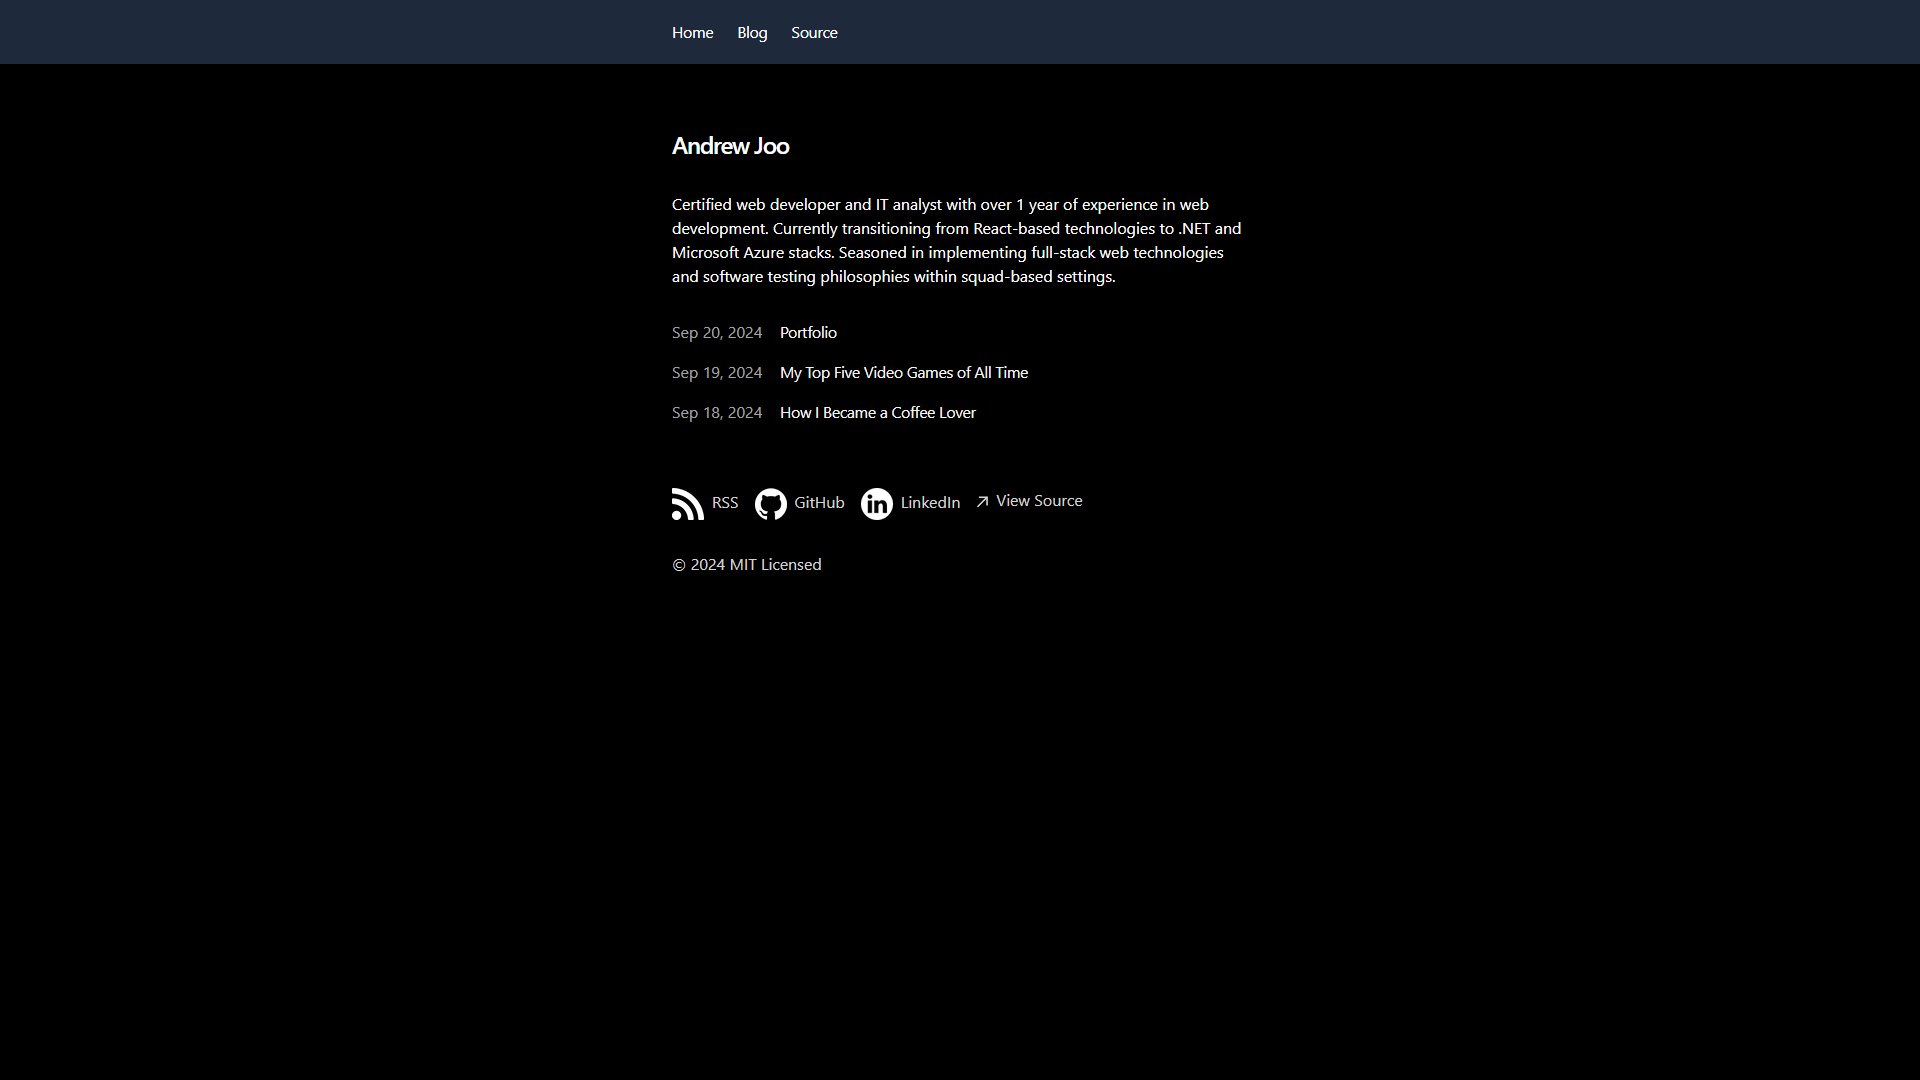 Home Blog Source
Andrew Joo
Certified web developer and IT analyst with over 1 year of experience in web
development. Currently transitioning from React-based technologies to .NET and
Microsoft Azure stacks. Seasoned in implementing full-stack web technologies
and software testing philosophies within squad-based settings.
Sep 20, 2024 Portfolio
Sep 19, 2024 My Top Five Video Games of All Time
Sep 18, 2024 How I Became a Coffee Lover
RSS GitHub in LinkedIn View Source
© 2024 MIT Licensed